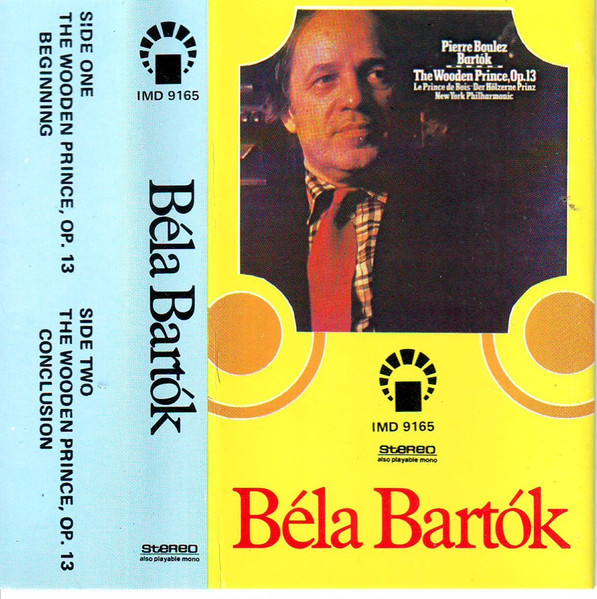 SIDE ONE
THE WOODEN PRINCE, OP. 13
BEGINNING
SIDE TWO
THE WOODEN PRINCE, OP. 13
CONCLUSION
IMD 9165
Béla Bartók
stereo
also playable mono
Pierre Boulez
Bartók
The Wooden Prince, Op.13
Le Prince de Bois · Der Hölzerne Prinz
New York Philharmonic
IMD 9165
stereo
also playable mono
Béla Bartók